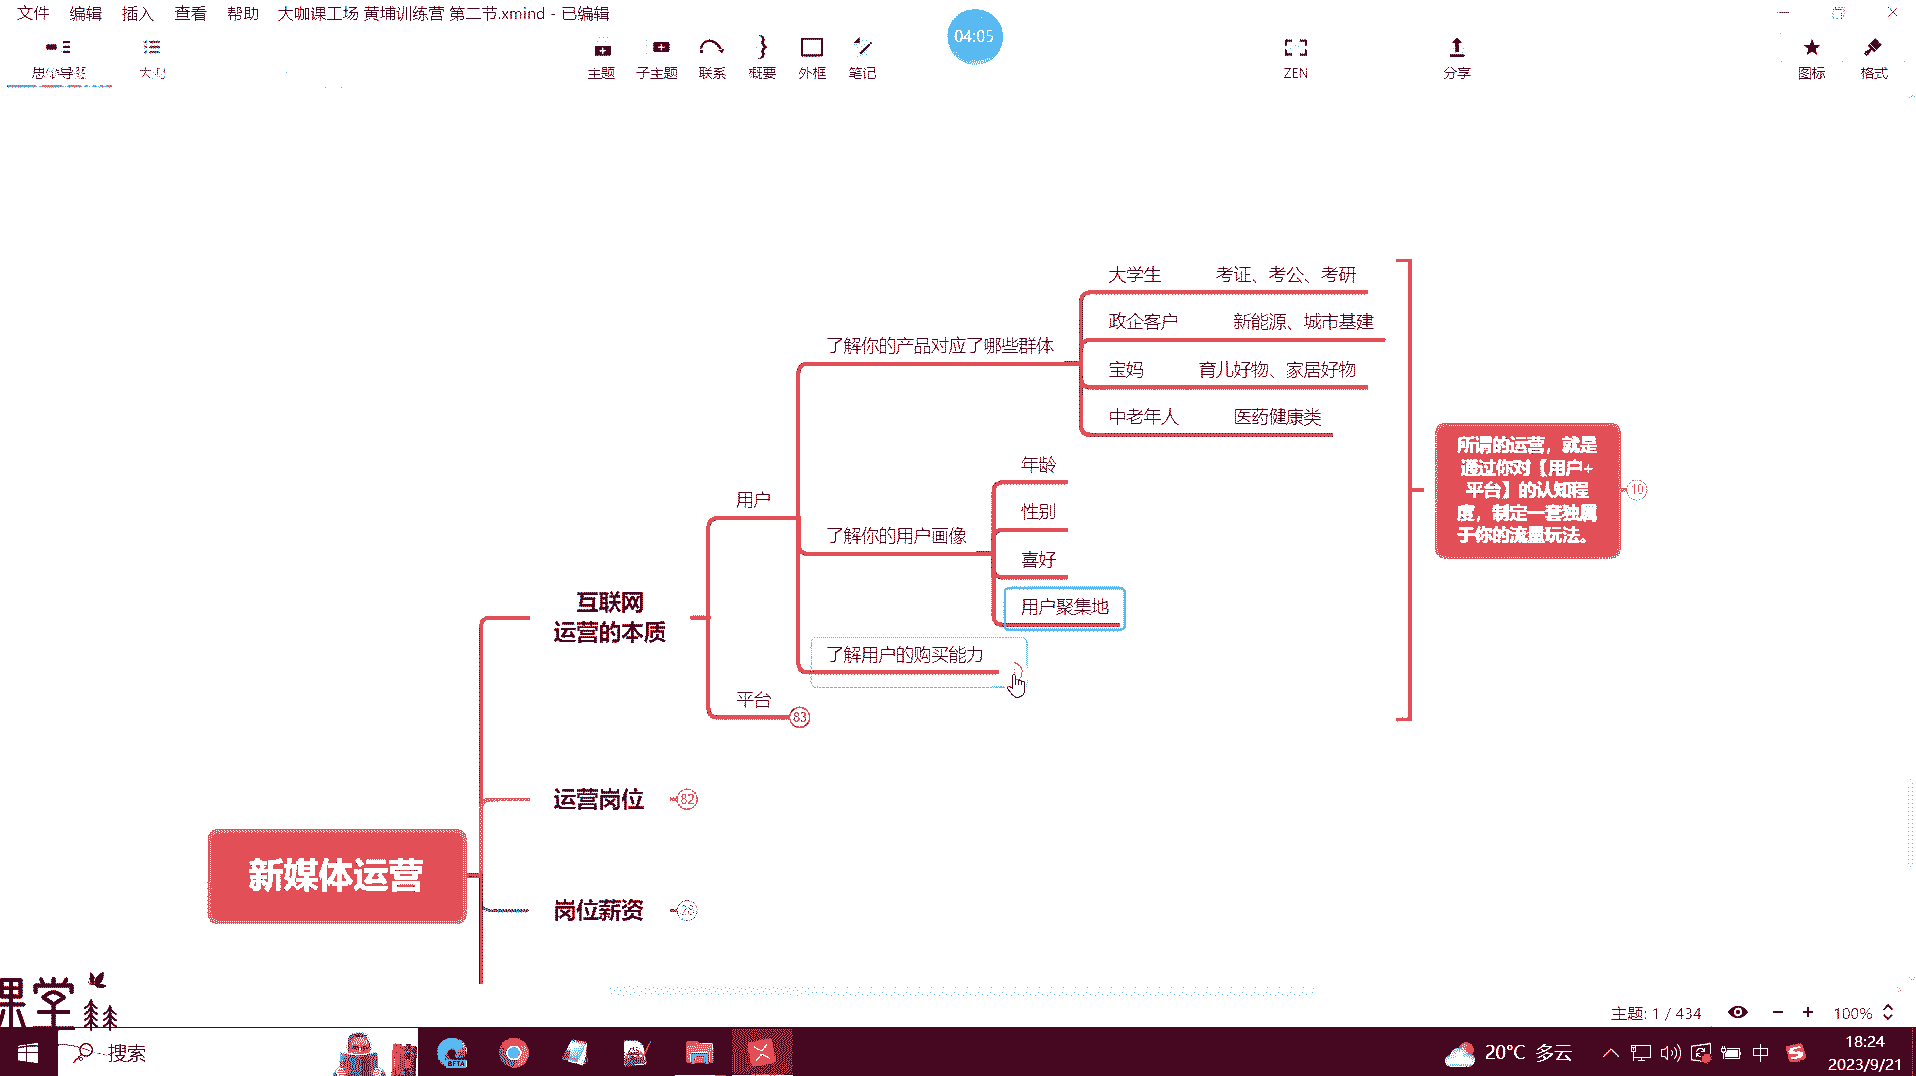 文件 编辑 插入 查看 帮助 大咖课工场 黄埔训练营 第二节.xmind - 已编辑
04:05
思维导图 大纲 主题 子主题 联系 概要 外框 笔记 ZEN 分享 图标 格式
大学生 考证、考公、考研
政企客户 新能源、城市基建
了解你的产品对应了哪些群体
宝妈 育儿好物、家居好物
中老年人 医药健康类
所谓的运营，就是
通过你对【用户+
平台】的认知程
度，制定一套独属
于你的流量玩法。
10
年龄
用户
性别
了解你的用户画像
喜好
用户聚集地
互联网
运营的本质
了解用户的购买能力
平台
83
运营岗位
82
新媒体运营
岗位薪资
课堂
主题: 1 / 434
100%
搜索
BETA
20°C 多云
中
18:24
2023/9/21